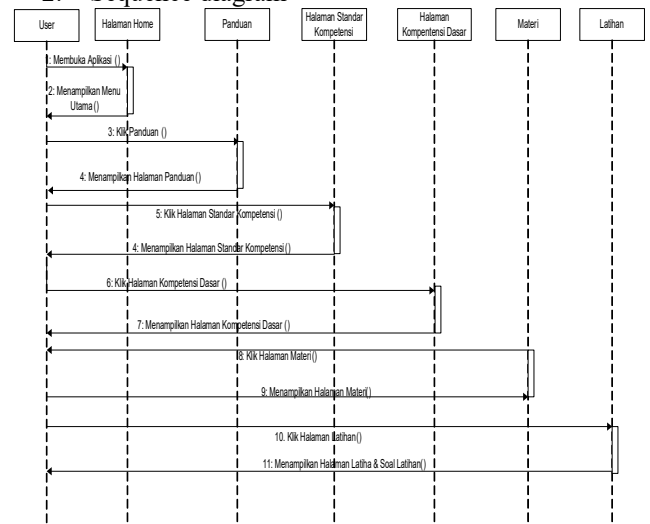 2. Sequence diagram
User
Halaman Home
Panduan
Halaman Standar
Kompetensi
Halaman
Kompentensi Dasar
Materi
Latihan
1: Membuka Aplikasi ()
2: Menampilkan Menu
Utama ()
3: Klik Panduan ()
4: Menampilkan Halaman Panduan ()
5: Klik Halaman Standar Kompetensi ()
4: Menampilkan Halaman Standar Kompetensi ()
6: Klik Halaman Kompetensi Dasar ()
7: Menampilkan Halaman Kompetensi Dasar ()
8: Klik Halaman Materi ()
9: Menampilkan Halaman Materi()
10. Klik Halaman Latihan ()
11: Menampilkan Halaman Latiha & Soal Latihan()